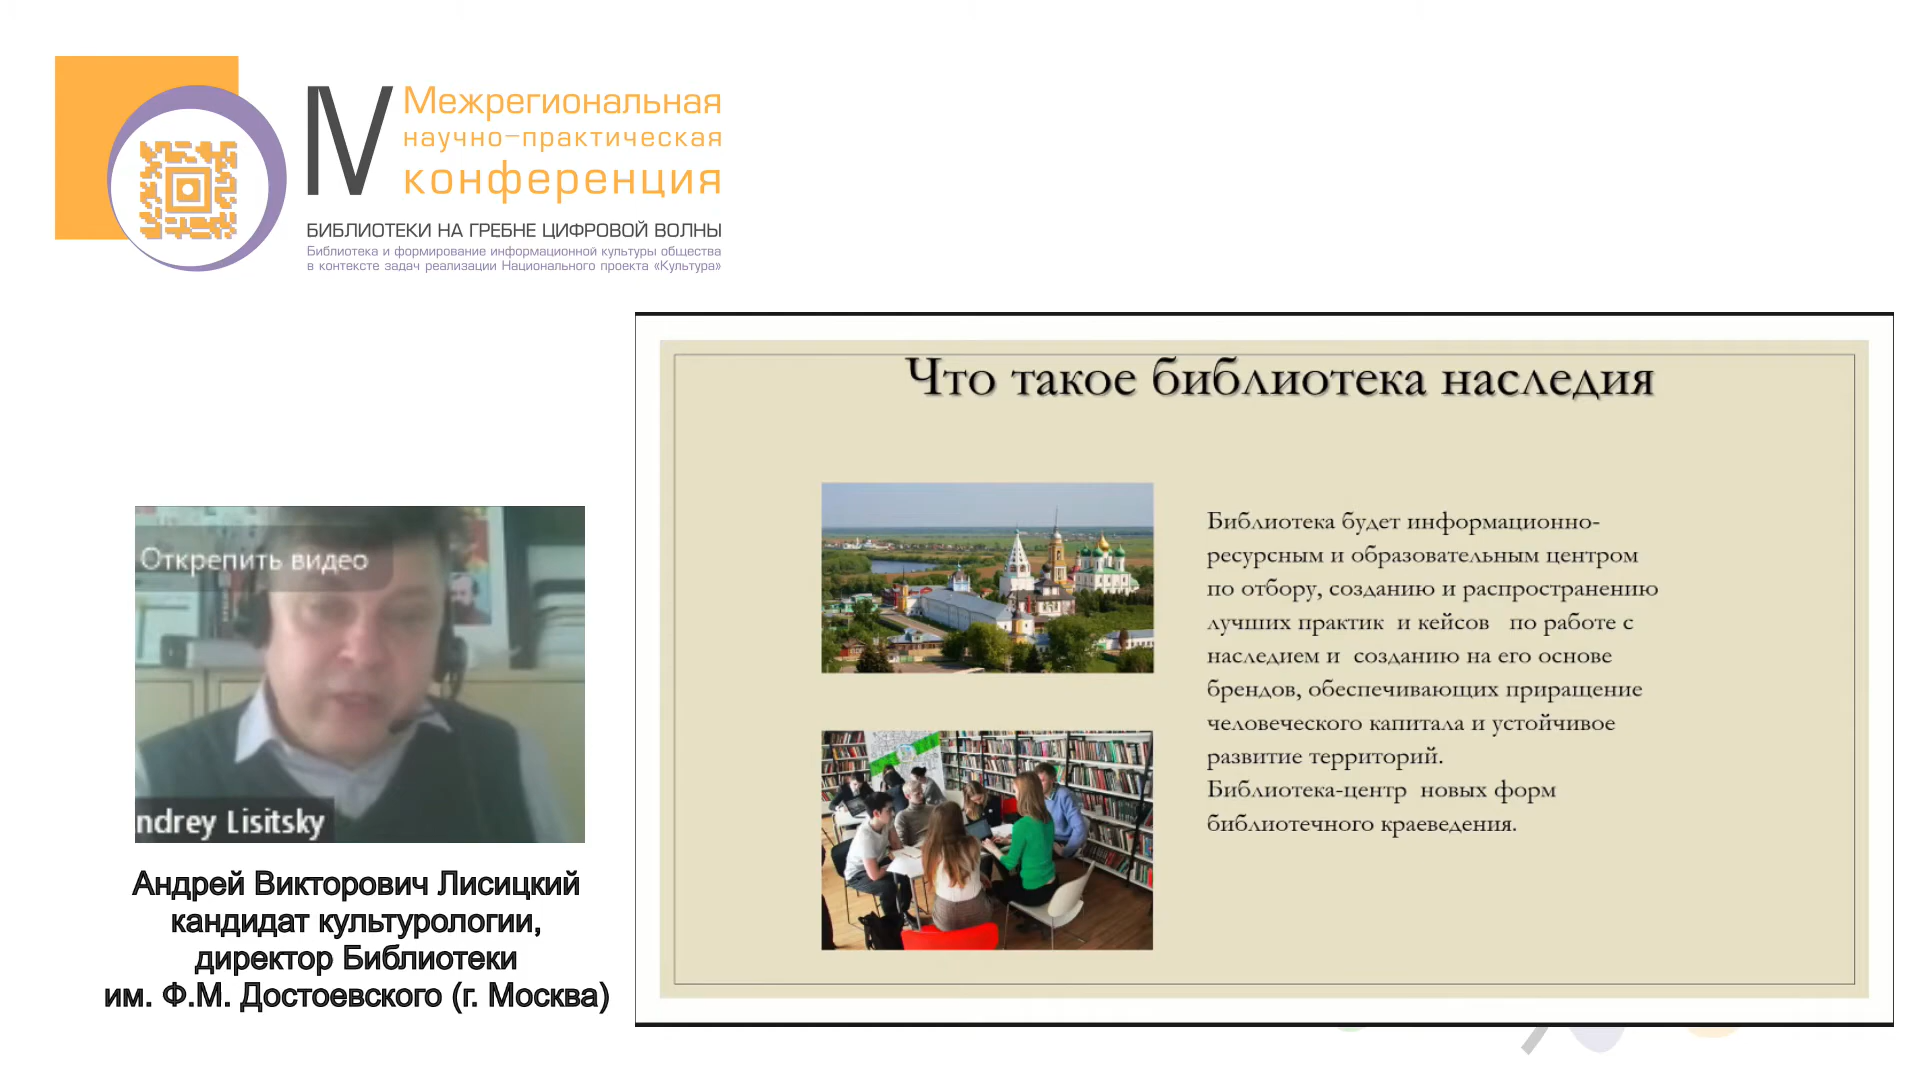 IV
Межрегиональная
научно-практическая
конференция
БИБЛИОТЕКИ НА ГРЕБНЕ ЦИФРОВОЙ ВОЛНЫ
Библиотека и формирование информационной культуры общества
в контексте задач реализации Национального проекта «Культура»
Что такое библиотека наследия
Библиотека будет информационно-
ресурсным и образовательным центром
по отбору, созданию и распространению
лучших практик и кейсов по работе с
наследием и созданию на его основе
брендов, обеспечивающих приращение
человеческого капитала и устойчивое
развитие территорий.
Библиотека-центр новых форм
библиотечного краеведения.
Открепить видео
ndrey Lisitsky
Андрей Викторович Лисицкий
кандидат культурологии,
директор Библиотеки
им. Ф.М. Достоевского (г. Москва)